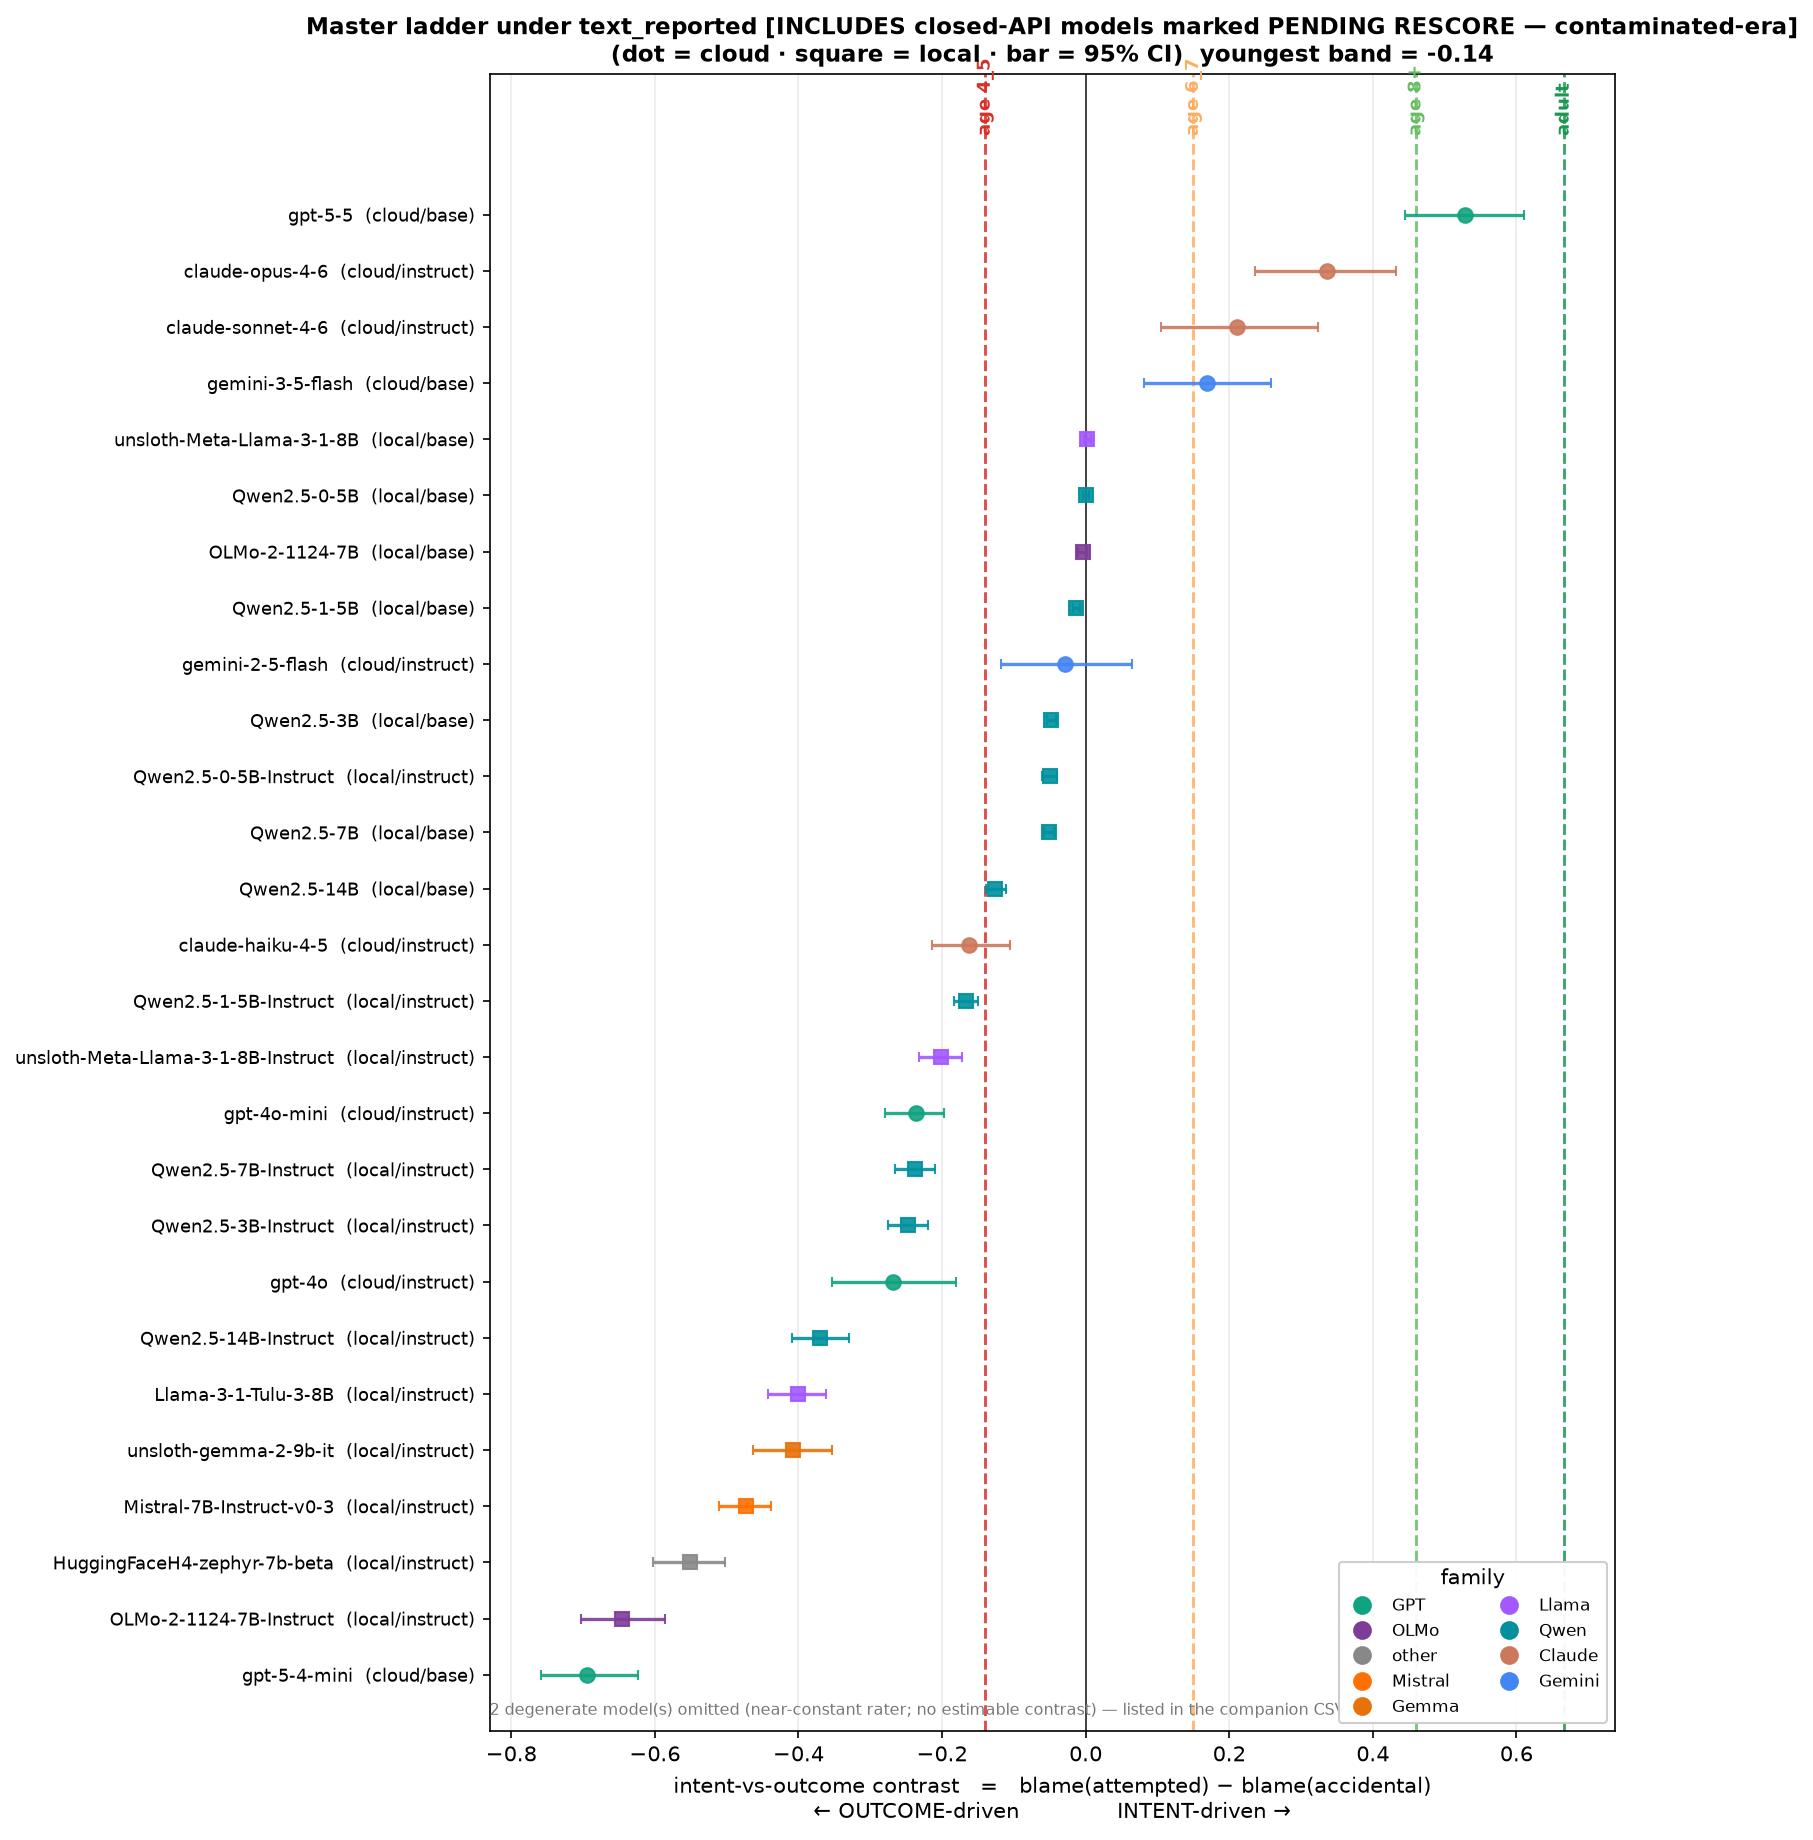 Master ladder under text_reported [INCLUDES closed-API models marked PENDING RESCORE — contaminated-era]
(dot = cloud · square = local · bar = 95% CI) youngest band = -0.14
age 4_5
age 6_7
age 8+
adult
gpt-5-5 (cloud/base)
claude-opus-4-6 (cloud/instruct)
claude-sonnet-4-6 (cloud/instruct)
gemini-3-5-flash (cloud/base)
unsloth-Meta-Llama-3-1-8B (local/base)
Qwen2.5-0-5B (local/base)
OLMo-2-1124-7B (local/base)
Qwen2.5-1-5B (local/base)
gemini-2-5-flash (cloud/instruct)
Qwen2.5-3B (local/base)
Qwen2.5-0-5B-Instruct (local/instruct)
Qwen2.5-7B (local/base)
Qwen2.5-14B (local/base)
claude-haiku-4-5 (cloud/instruct)
Qwen2.5-1-5B-Instruct (local/instruct)
unsloth-Meta-Llama-3-1-8B-Instruct (local/instruct)
gpt-4o-mini (cloud/instruct)
Qwen2.5-7B-Instruct (local/instruct)
Qwen2.5-3B-Instruct (local/instruct)
gpt-4o (cloud/instruct)
Qwen2.5-14B-Instruct (local/instruct)
Llama-3-1-Tulu-3-8B (local/instruct)
unsloth-gemma-2-9b-it (local/instruct)
Mistral-7B-Instruct-v0-3 (local/instruct)
HuggingFaceH4-zephyr-7b-beta (local/instruct)
OLMo-2-1124-7B-Instruct (local/instruct)
gpt-5-4-mini (cloud/base)
family
GPT
OLMo
other
Mistral
Gemma
Llama
Qwen
Claude
Gemini
2 degenerate model(s) omitted (near-constant rater; no estimable contrast) — listed in the companion CSV
−0.8 −0.6 −0.4 −0.2 0.0 0.2 0.4 0.6
intent-vs-outcome contrast = blame(attempted) − blame(accidental)
← OUTCOME-driven INTENT-driven →